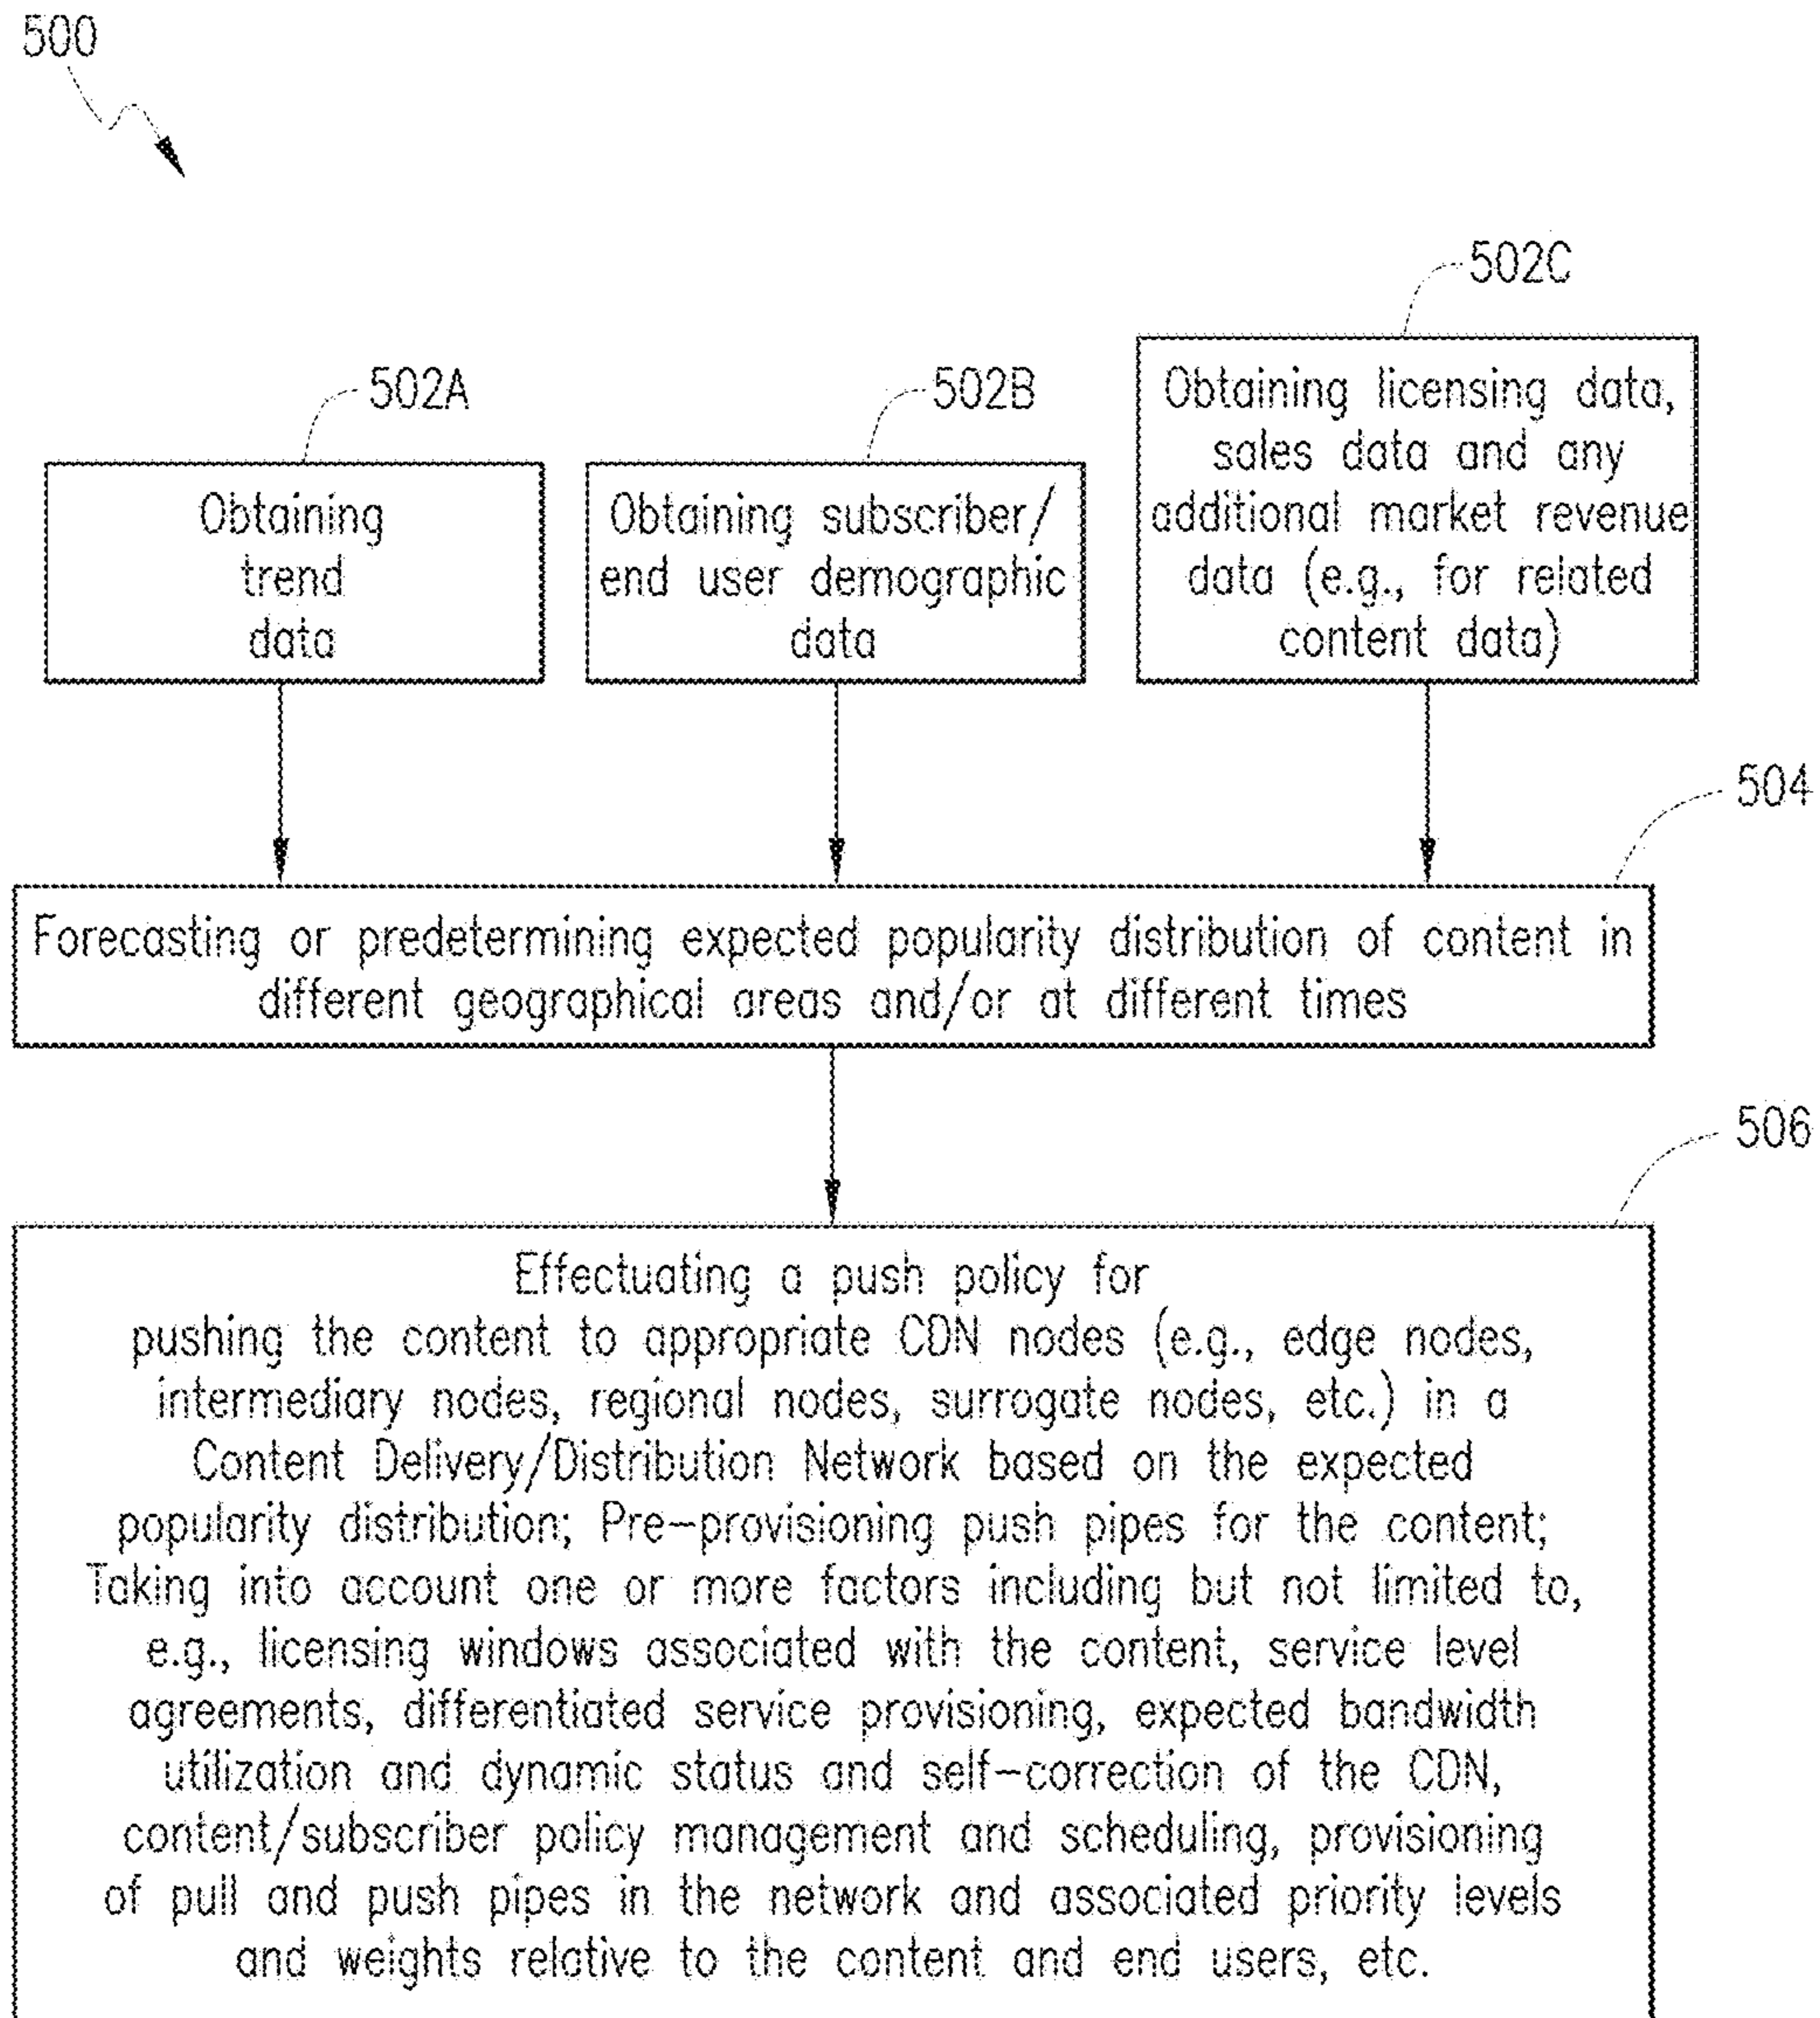 500
502C
502A
502B
Obtaining
trend
data
Obtaining subscriber/
end user demographic
data
Obtaining licensing data,
sales data and any
additional market revenue
data (e.g., for related
content data)
504
Forecasting or predetermining expected popularity distribution of content in
different geographical areas and/or at different times
506
Effectuating a push policy for
pushing the content to appropriate CDN nodes (e.g., edge nodes,
intermediary nodes, regional nodes, surrogate nodes, etc.) in a
Content Delivery/Distribution Network based on the expected
popularity distribution; Pre-provisioning push pipes for the content;
Taking into account one or more factors including but not limited to,
e.g., licensing windows associated with the content, service level
agreements, differentiated service provisioning, expected bandwidth
utilization and dynamic status and self-correction of the CDN,
content/subscriber policy management and scheduling, provisioning
of pull and push pipes in the network and associated priority levels
and weights relative to the content and end users, etc.